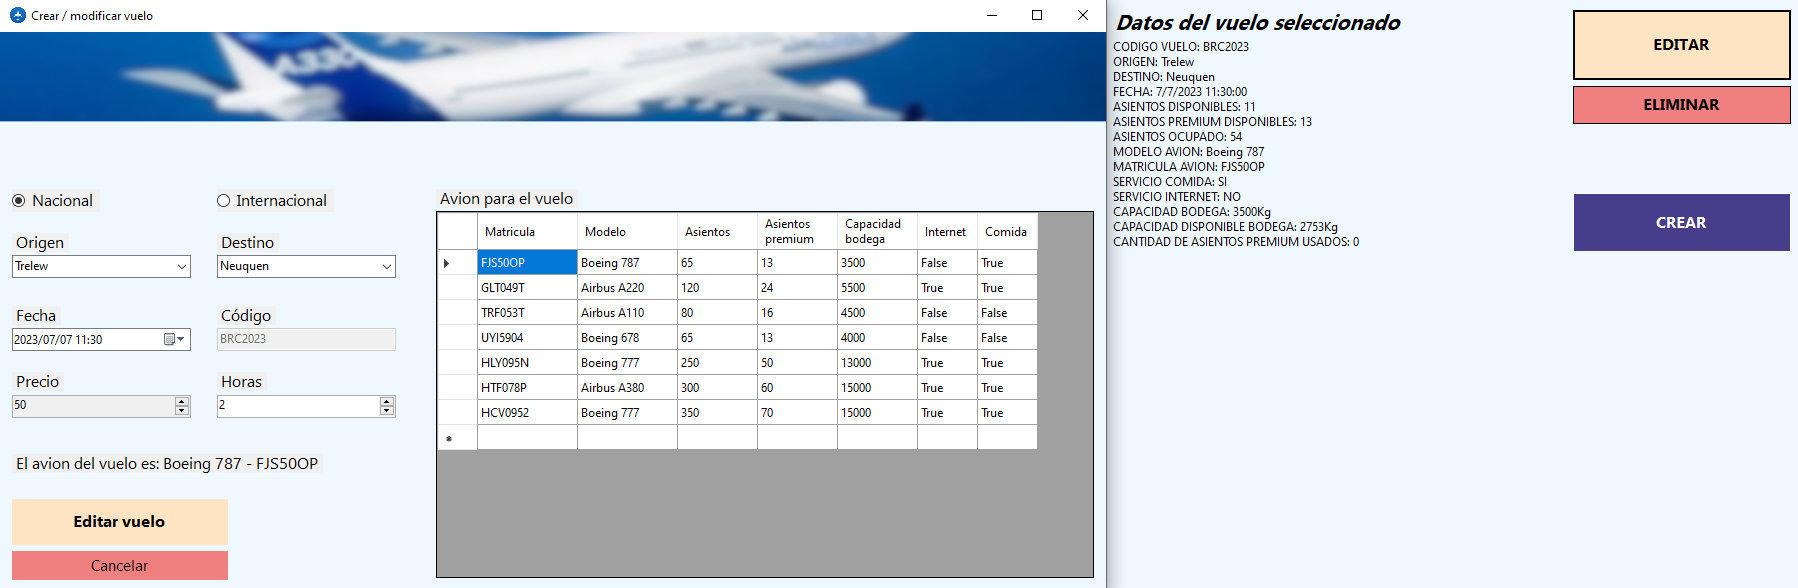 Crear / modificar vuelo
A330
Nacional
Internacional
Origen
Destino
Trelew
Neuquen
Fecha
Código
2023/07/07 11:30
BRC2023
Precio
Horas
50
2
El avion del vuelo es: Boeing 787 - FJS50OP
Editar vuelo
Cancelar
Avion para el vuelo
Matricula Modelo Asientos Asientos premium Capacidad bodega Internet Comida
FJS50OP Boeing 787 65 13 3500 False True
GLT049T Airbus A220 120 24 5500 True True
TRF053T Airbus A110 80 16 4500 False False
UYI5904 Boeing 678 65 13 4000 False False
HLY095N Boeing 777 250 50 13000 True True
HTF078P Airbus A380 300 60 15000 True True
HCV0952 Boeing 777 350 70 15000 True True
Datos del vuelo seleccionado
CODIGO VUELO: BRC2023
ORIGEN: Trelew
DESTINO: Neuquen
FECHA: 7/7/2023 11:30:00
ASIENTOS DISPONIBLES: 11
ASIENTOS PREMIUM DISPONIBLES: 13
ASIENTOS OCUPADO: 54
MODELO AVION: Boeing 787
MATRICULA AVION: FJS50OP
SERVICIO COMIDA: SI
SERVICIO INTERNET: NO
CAPACIDAD BODEGA: 3500Kg
CAPACIDAD DISPONIBLE BODEGA: 2753Kg
CANTIDAD DE ASIENTOS PREMIUM USADOS: 0
EDITAR
ELIMINAR
CREAR